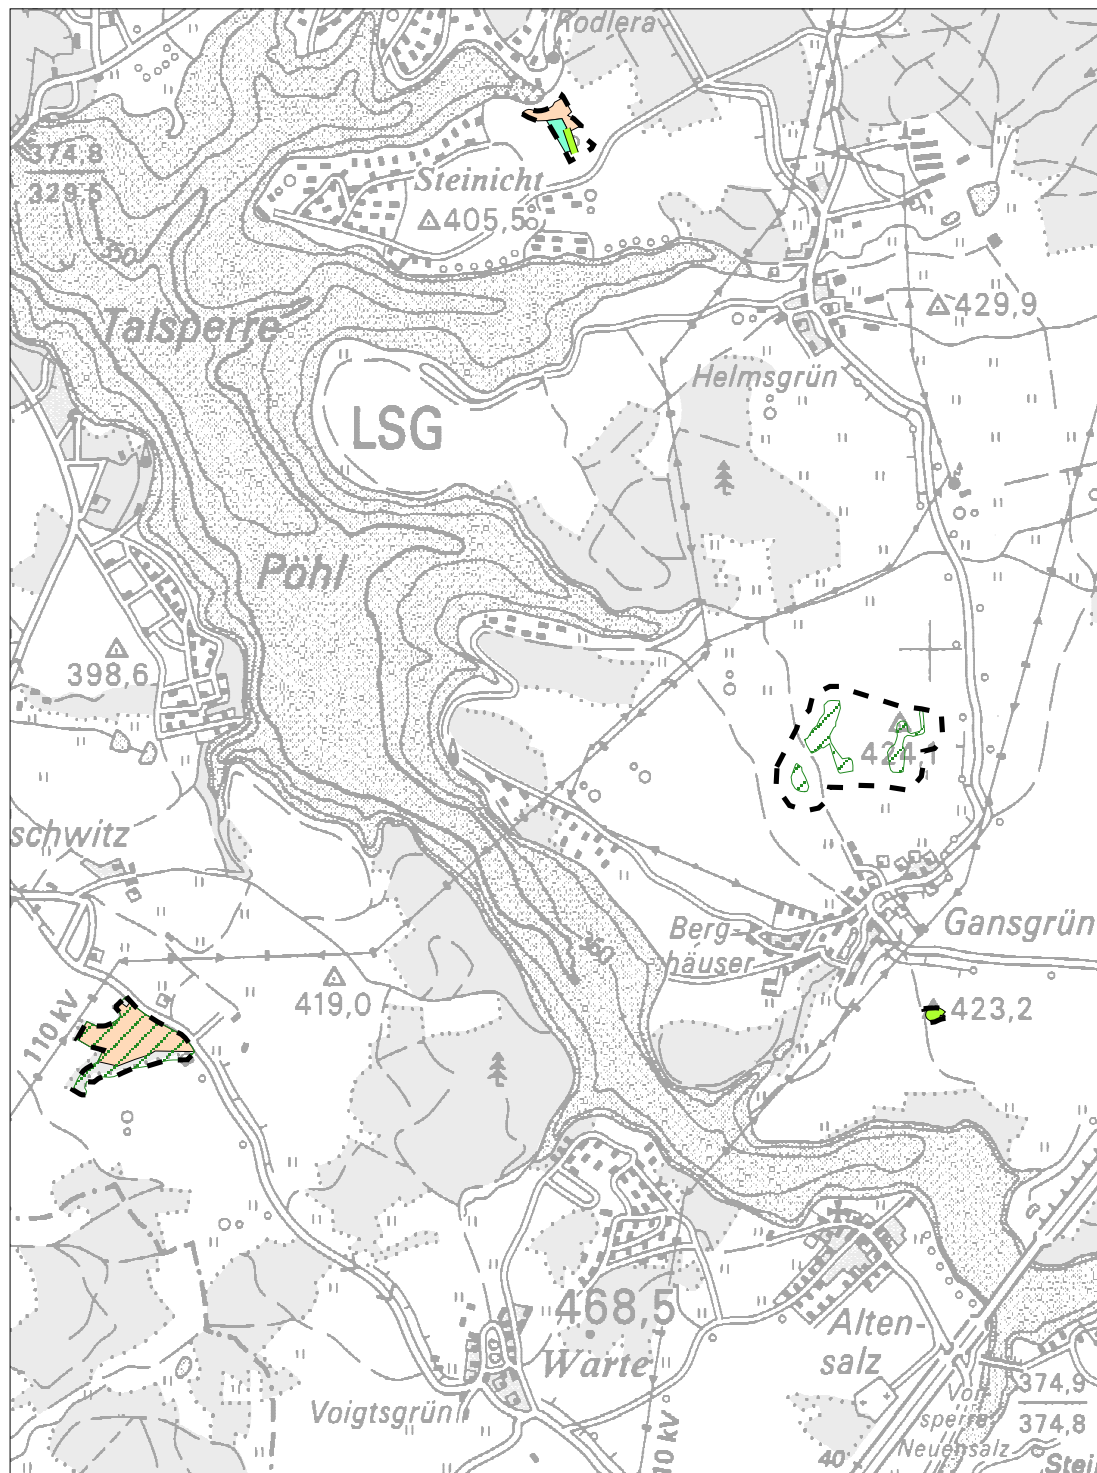 Rodlera
374,8
329,5
Steinicht
405,5
350
Talsperre
429,9
Helmsgrün
LSG
Pöhl
398,6
424,1
schwitz
Berg-
häuser
360
Gansgrün
419,0
423,2
110 kV
468,5
Warte
Alten-
salz
Voigtsgrün
Vor-
sperre
Neuensalz
374,9
374,8
10 kV
40
Stei